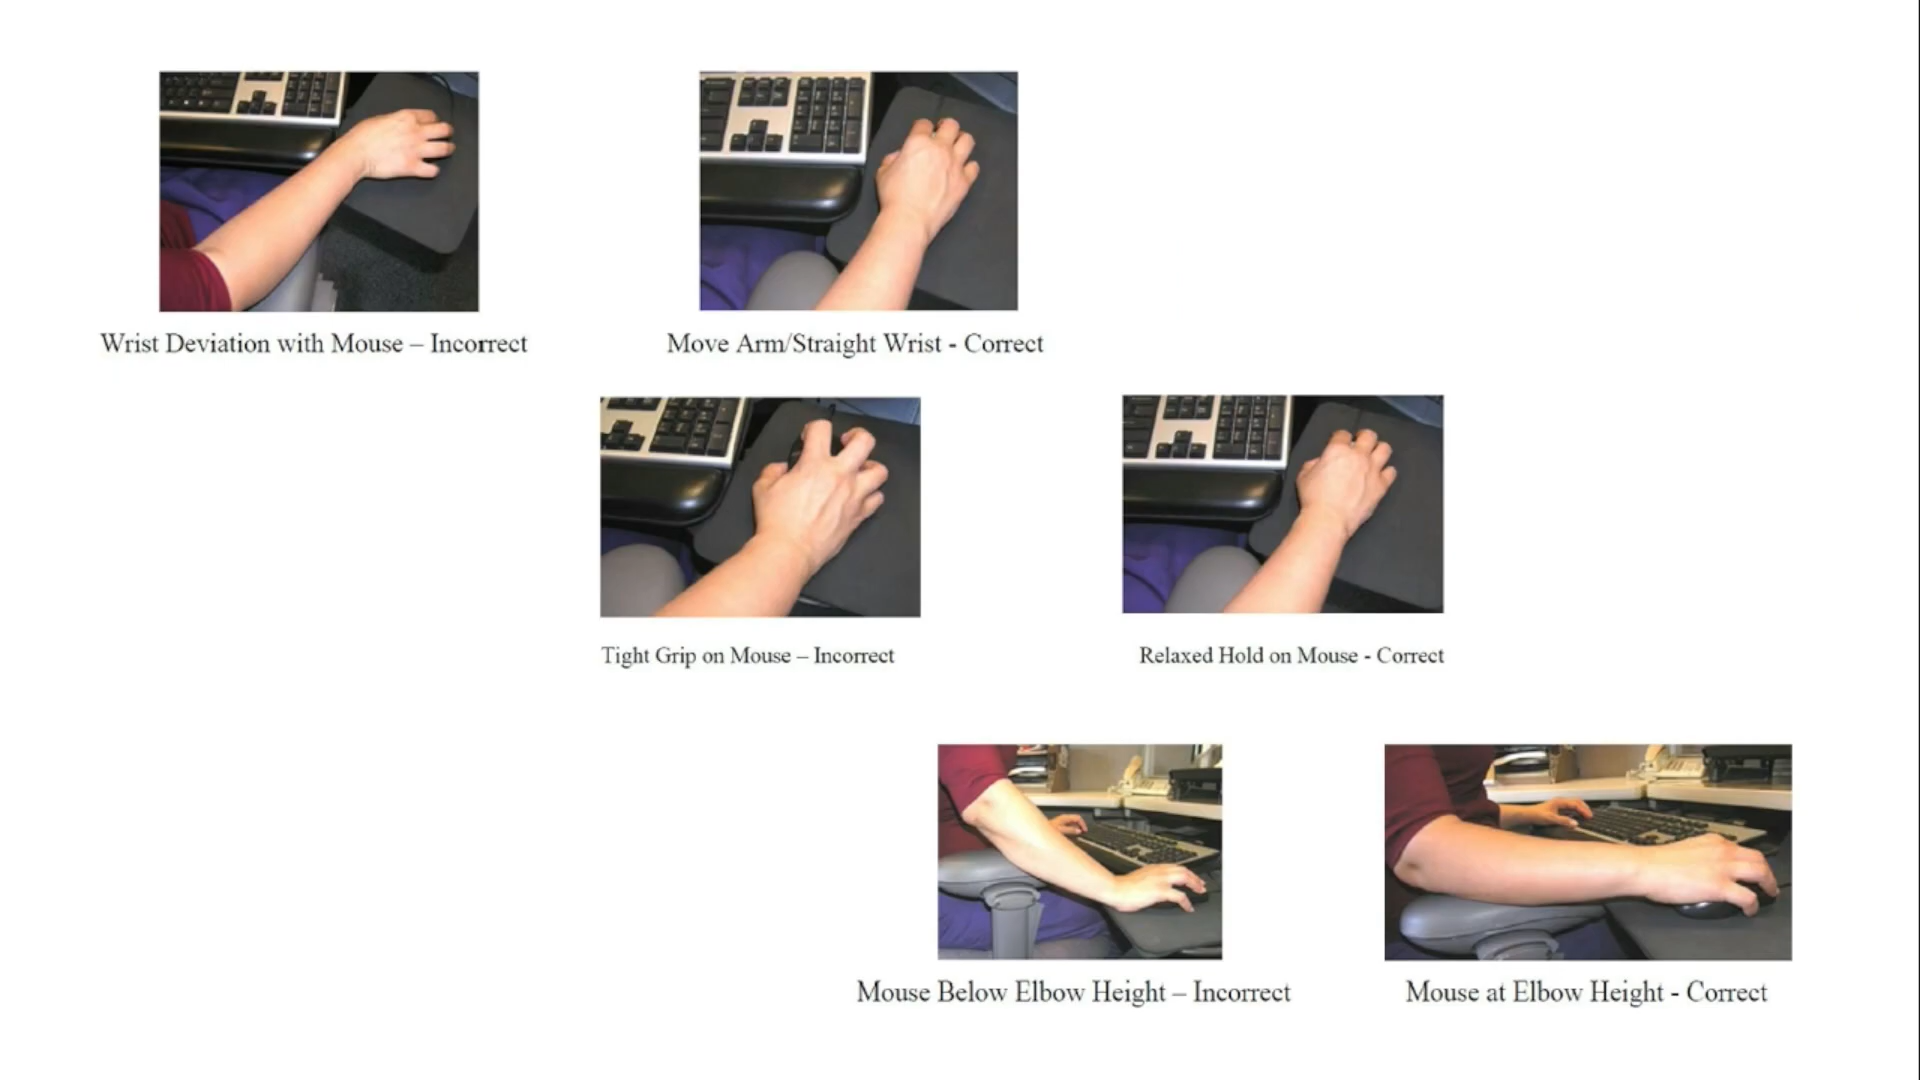 Wrist Deviation with Mouse – Incorrect
Move Arm/Straight Wrist - Correct
Tight Grip on Mouse – Incorrect
Relaxed Hold on Mouse - Correct
Mouse Below Elbow Height – Incorrect
Mouse at Elbow Height - Correct